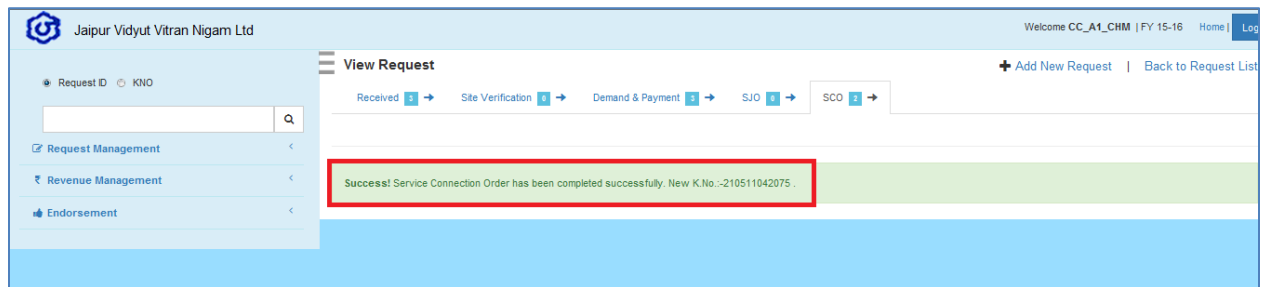 Jaipur Vidyut Vitran Nigam Ltd
Welcome CC_A1_CHM | FY 15-16 Home | Log
Request ID KNO
View Request
Add New Request | Back to Request List
Received 3 Site Verification 0 Demand & Payment 3 SJO 0 SCO 2
Request Management
Revenue Management
Endorsement
Success! Service Connection Order has been completed successfully. New K.No.:-210511042075 .